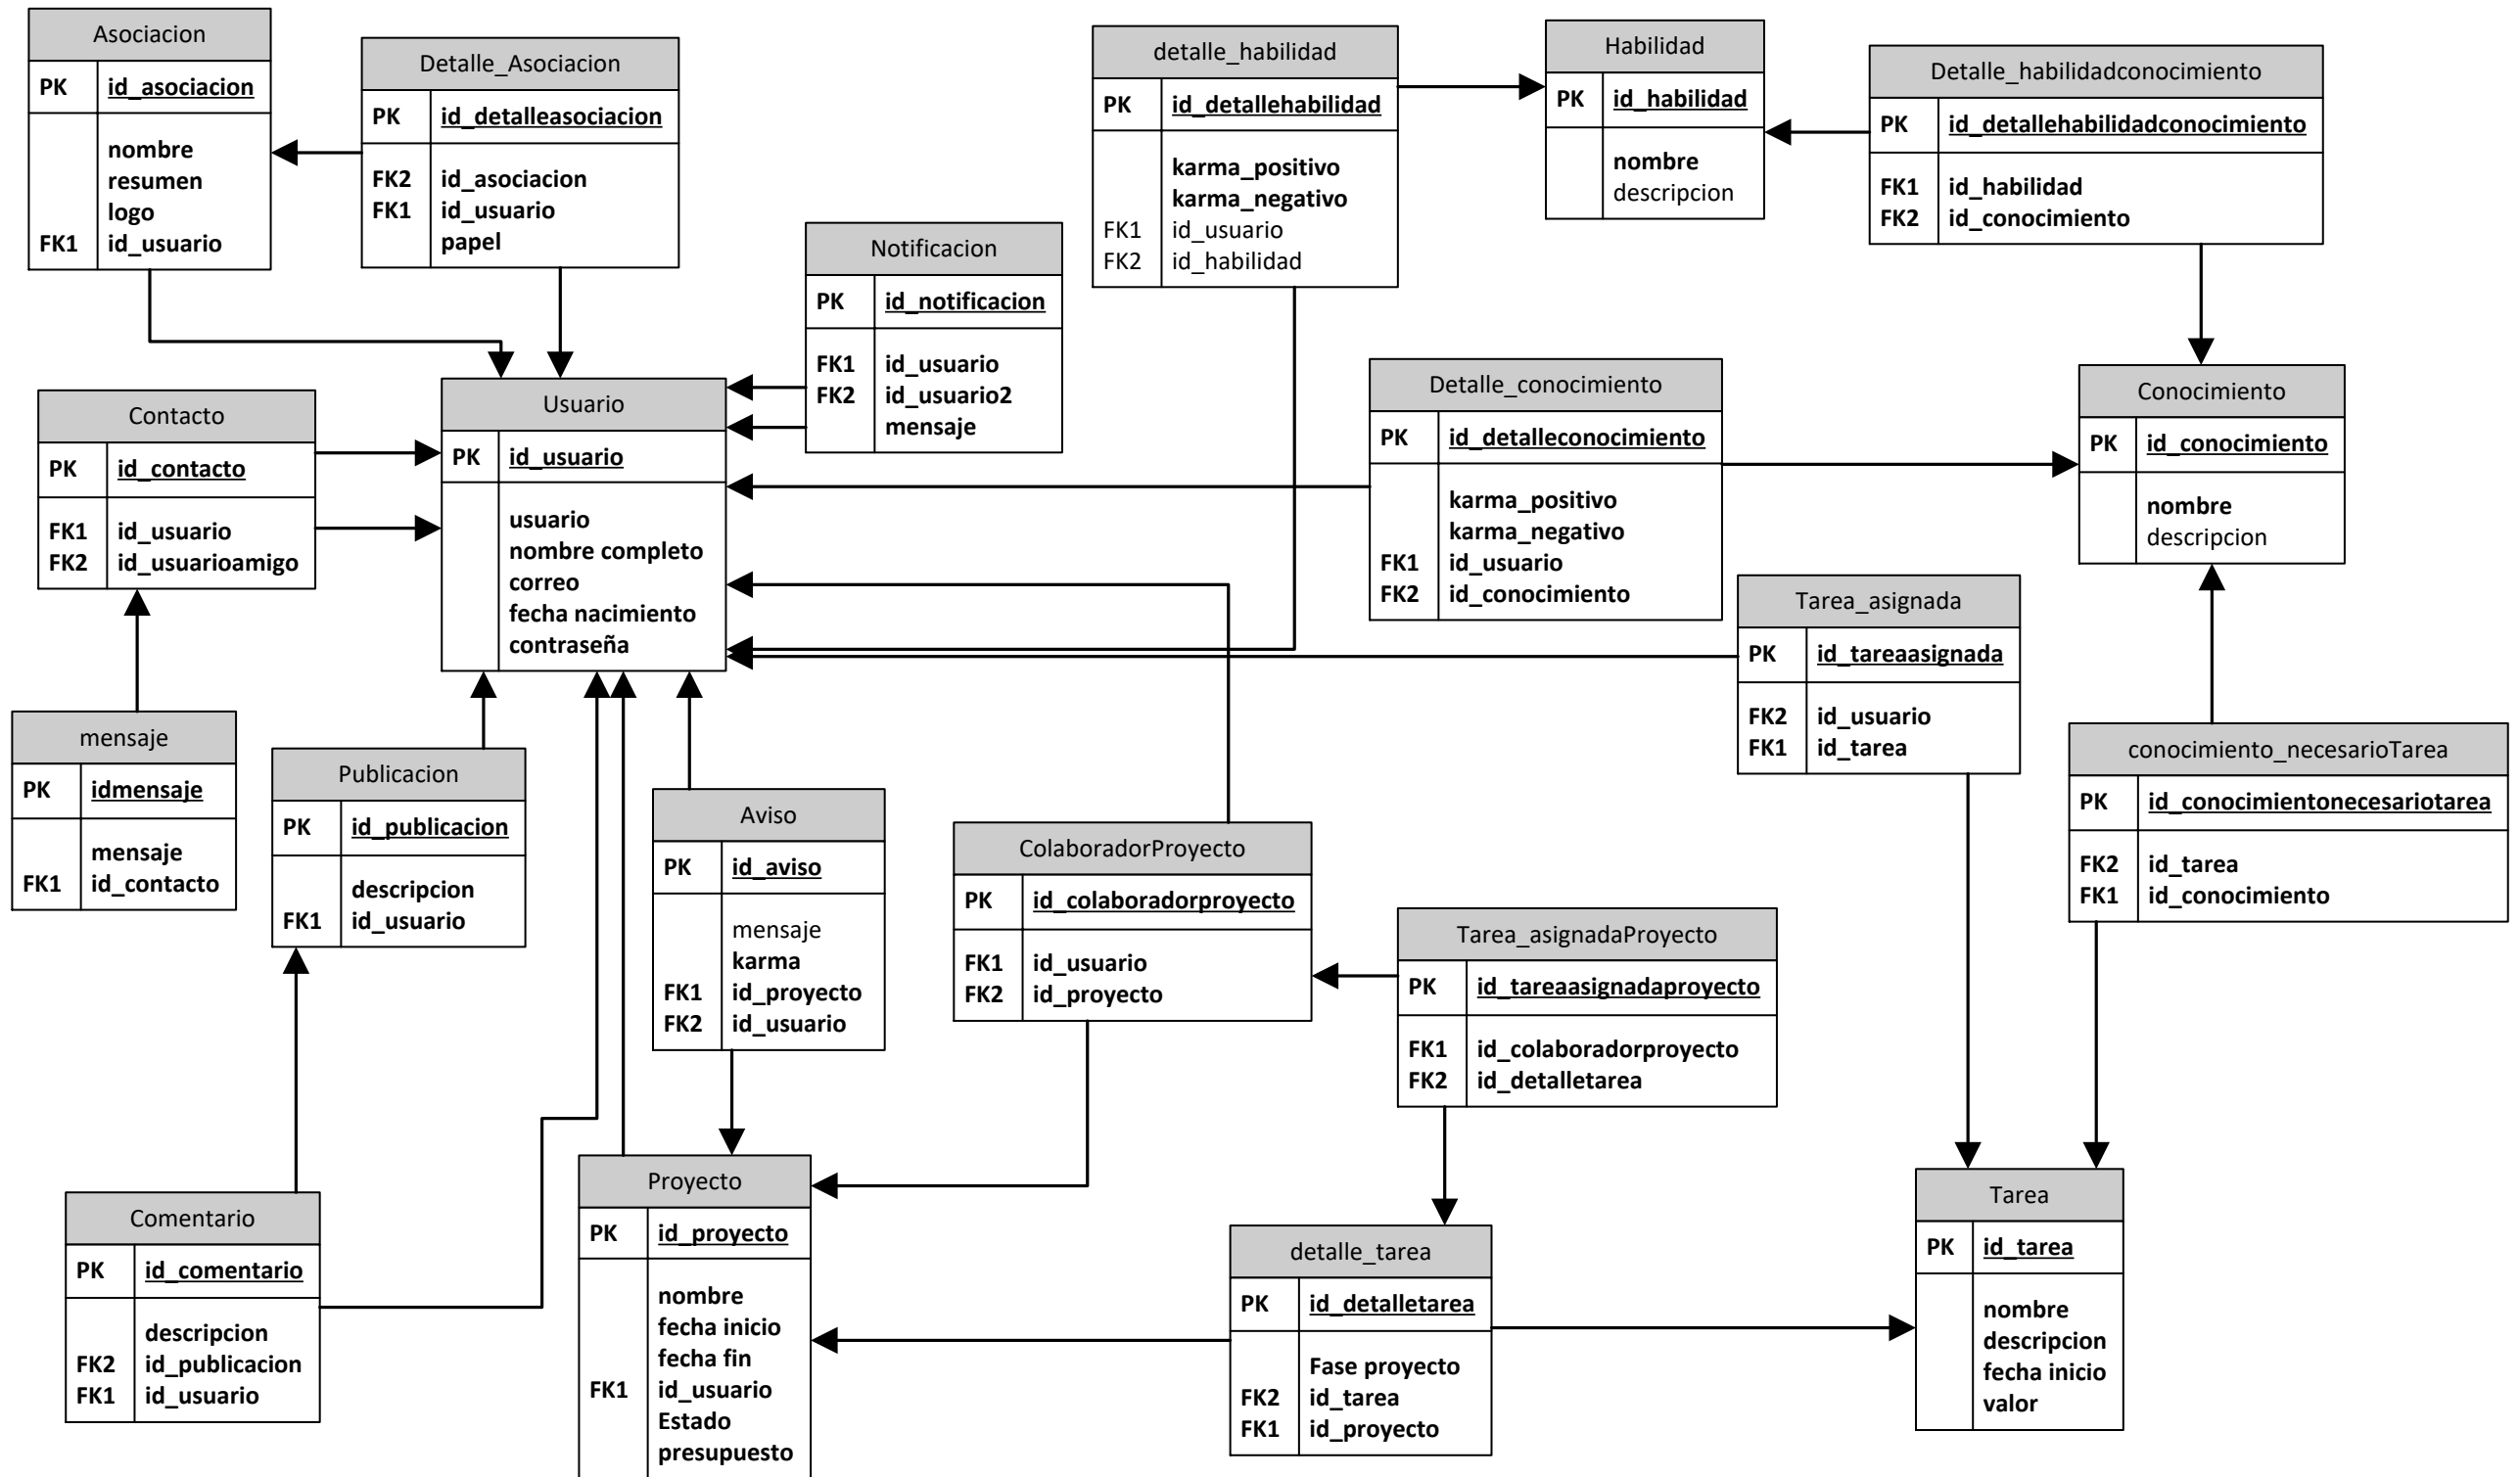 Asociacion
PK id_asociacion
nombre
resumen
logo
FK1 id_usuario
Detalle_Asociacion
PK id_detalleasociacion
FK2 id_asociacion
FK1 id_usuario
papel
Notificacion
PK id_notificacion
FK1 id_usuario
FK2 id_usuario2
mensaje
detalle_habilidad
PK id_detallehabilidad
karma_positivo
karma_negativo
FK1 id_usuario
FK2 id_habilidad
Habilidad
PK id_habilidad
nombre
descripcion
Detalle_habilidadconocimiento
PK id_detallehabilidadconocimiento
FK1 id_habilidad
FK2 id_conocimiento
Contacto
PK id_contacto
FK1 id_usuario
FK2 id_usuarioamigo
Usuario
PK id_usuario
usuario
nombre completo
correo
fecha nacimiento
contraseña
Detalle_conocimiento
PK id_detalleconocimiento
karma_positivo
karma_negativo
FK1 id_usuario
FK2 id_conocimiento
Conocimiento
PK id_conocimiento
nombre
descripcion
Tarea_asignada
PK id_tareaasignada
FK2 id_usuario
FK1 id_tarea
mensaje
PK idmensaje
mensaje
FK1 id_contacto
Publicacion
PK id_publicacion
descripcion
FK1 id_usuario
Aviso
PK id_aviso
mensaje
karma
FK1 id_proyecto
FK2 id_usuario
ColaboradorProyecto
PK id_colaboradorproyecto
FK1 id_usuario
FK2 id_proyecto
Tarea_asignadaProyecto
PK id_tareaasignadaproyecto
FK1 id_colaboradorproyecto
FK2 id_detalletarea
conocimiento_necesarioTarea
PK id_conocimientonecesariotarea
FK2 id_tarea
FK1 id_conocimiento
Comentario
PK id_comentario
descripcion
FK2 id_publicacion
FK1 id_usuario
Proyecto
PK id_proyecto
nombre
fecha inicio
fecha fin
FK1 id_usuario
Estado
presupuesto
detalle_tarea
PK id_detalletarea
Fase proyecto
FK2 id_tarea
FK1 id_proyecto
Tarea
PK id_tarea
nombre
descripcion
fecha inicio
valor